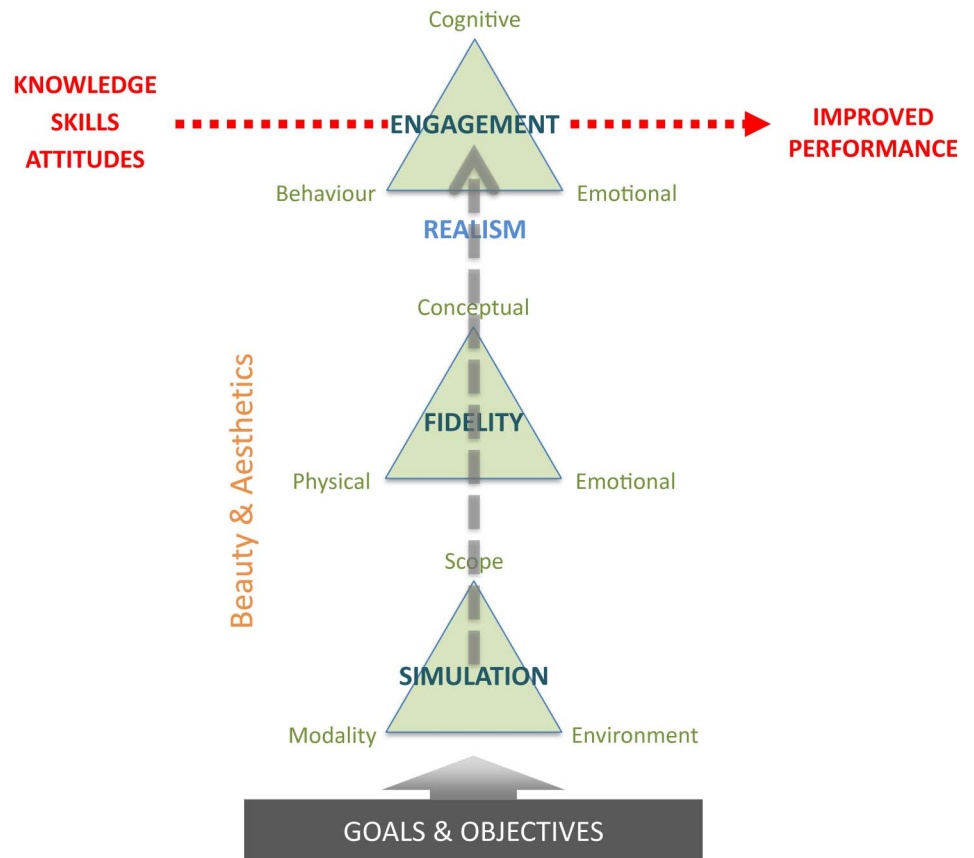 Cognitive
KNOWLEDGE
SKILLS
ATTITUDES
ENGAGEMENT
IMPROVED
PERFORMANCE
Behaviour
Emotional
REALISM
Conceptual
Beauty & Aesthetics
FIDELITY
Physical
Emotional
Scope
SIMULATION
Modality
Environment
GOALS & OBJECTIVES